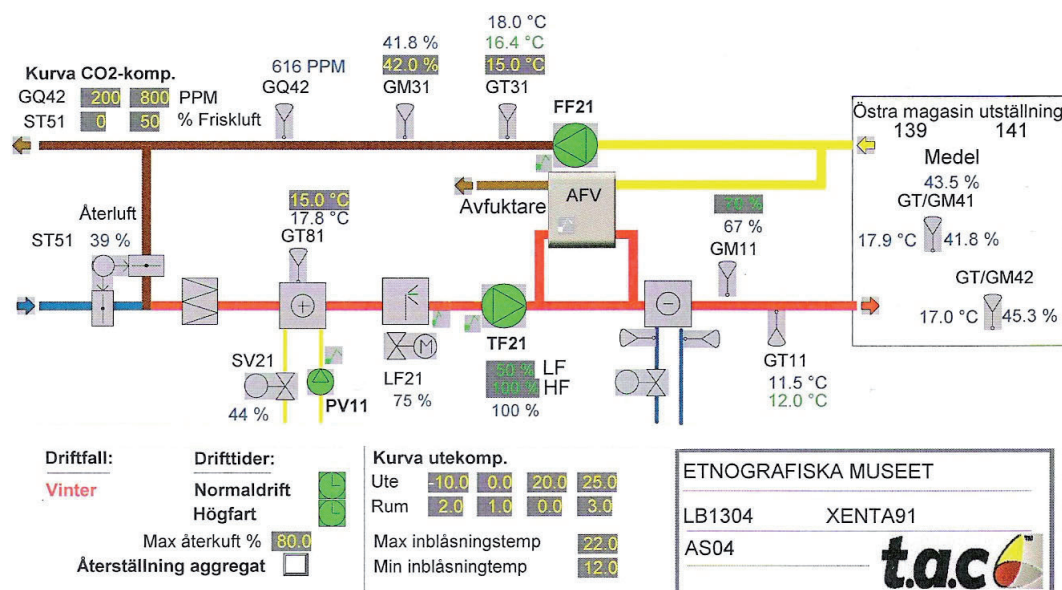 Kurva CO2-komp.
GQ42 200 800 PPM
ST51 0 50 % Friskluft
616 PPM
GQ42
41.8 %
42.0 %
GM31
18.0 °C
16.4 °C
15.0 °C
GT31
FF21
Östra magasin utställning
139 141
Medel
43.5 %
GT/GM41
17.9 °C 41.8 %
GT/GM42
17.0 °C 45.3 %
Avfuktare
AFV
67 %
GM11
Återluft
ST51 39 %
15.0 °C
17.8 °C
GT81
SV21
44 %
PV11
LF21
75 %
TF21
50 % LF
100 % HF
100 %
GT11
11.5 °C
12.0 °C
Driftfall:
Vinter
Drifttider:
Normaldrift
Högfart
Max återkuft % 80.0
Återställning aggregat
Kurva utekomp.
Ute -10.0 0.0 20.0 25.0
Rum 2.0 1.0 0.0 3.0
Max inblåsningstemp 22.0
Min inblåsningtemp 12.0
ETNOGRAFISKA MUSEET
LB1304 XENTA91
AS04
t.a.c TM